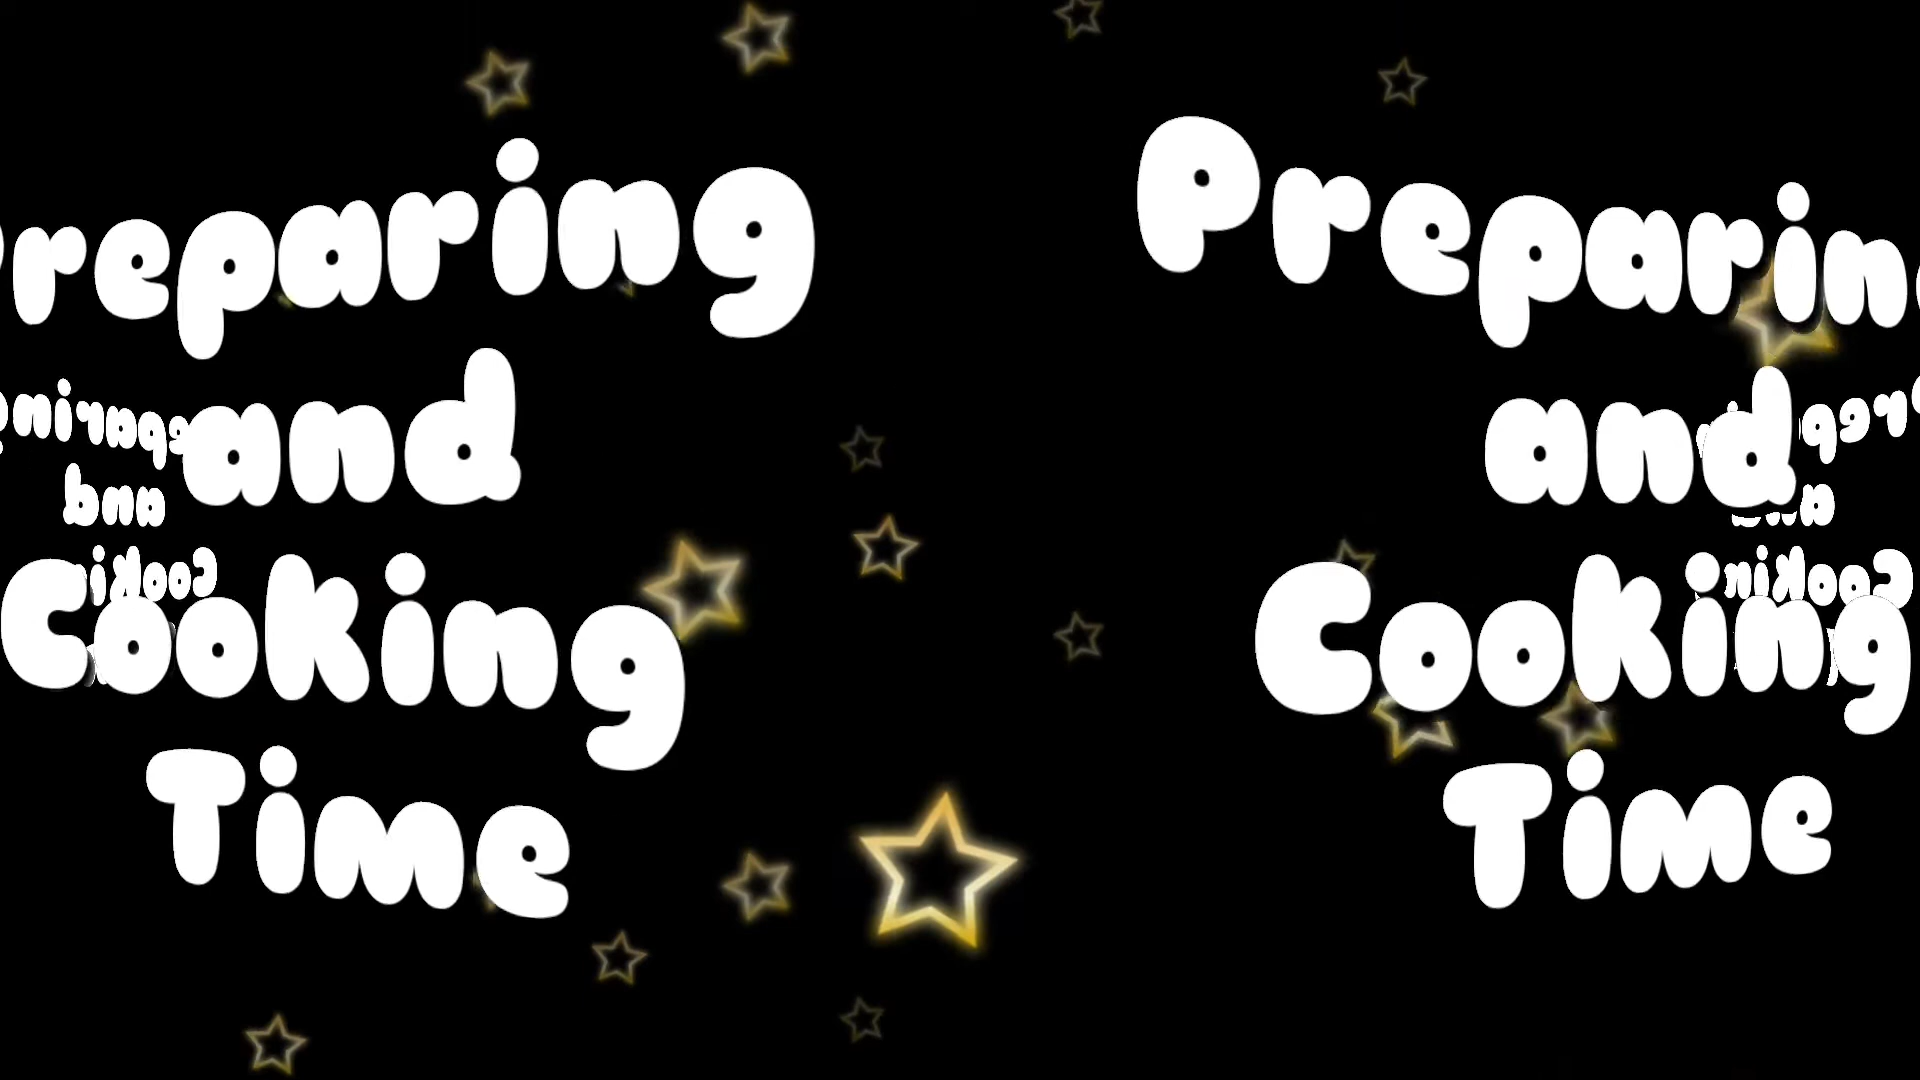 Preparing
and
Cooking
Time
Preparing
and
Cooking
Time